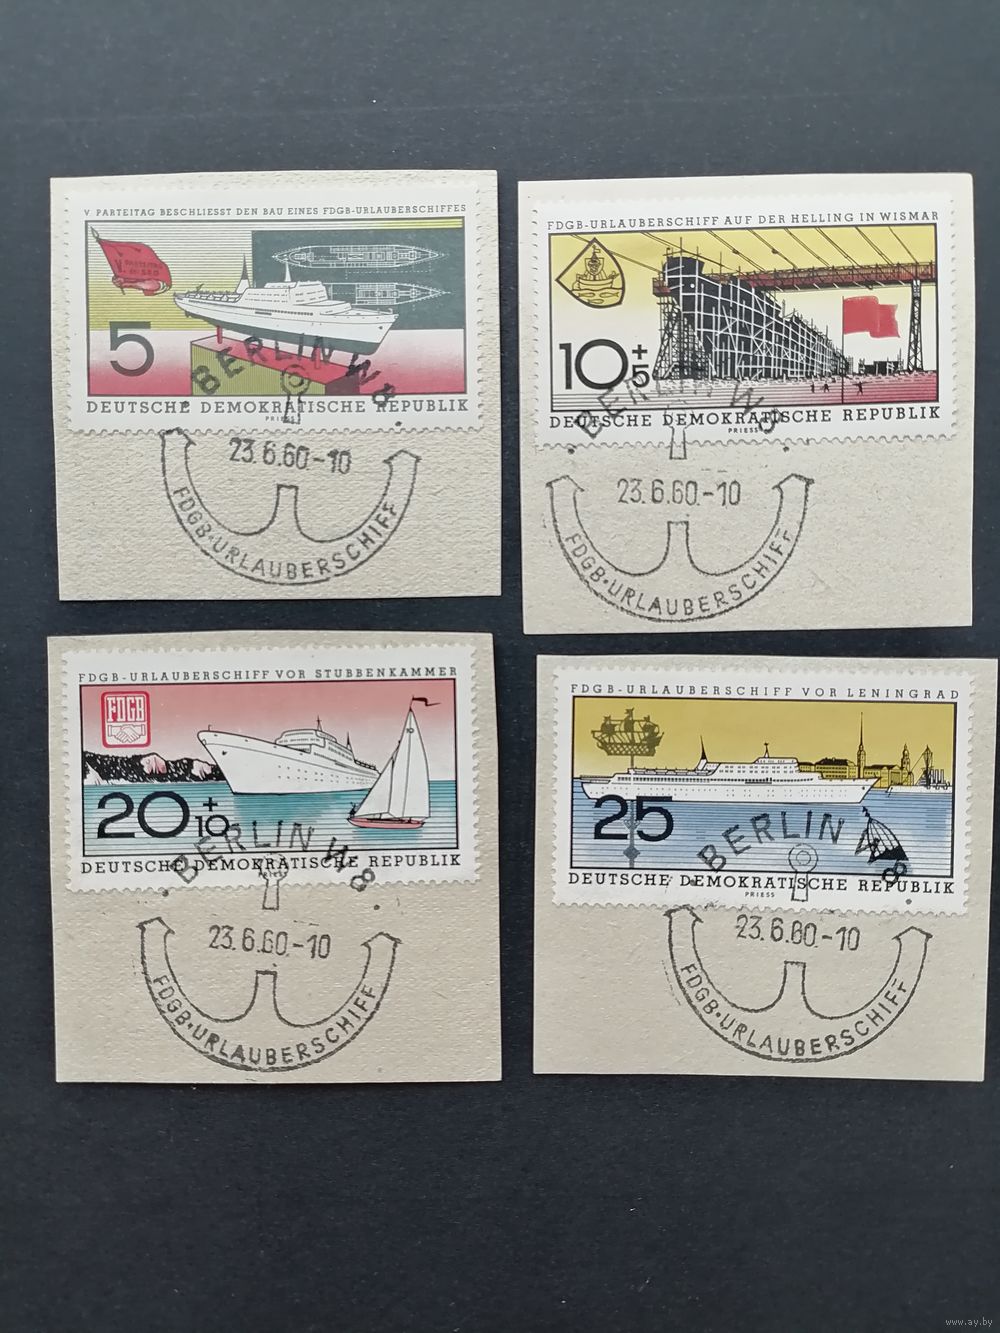 V PARTEITAG BESCHLIESST DEN BAU EINES FDGB-URLAUBERSCHIFFES
V. PARTEITAG
5
DEUTSCHE DEMOKRATISCHE REPUBLIK
PRIESS
BERLIN W8
23.6.60.-10
FDGB-URLAUBERSCHIFF
FDGB-URLAUBERSCHIFF AUF DER HELLING IN WISMAR
10+5
DEUTSCHE DEMOKRATISCHE REPUBLIK
PRIESS
BERLIN W8
23.6.60.-10
FDGB-URLAUBERSCHIFF
FDGB-URLAUBERSCHIFF VOR STUBBENKAMMER
FDGB
20+10
DEUTSCHE DEMOKRATISCHE REPUBLIK
PRIESS
BERLIN W8
23.6.60.-10
FDGB-URLAUBERSCHIFF
FDGB-URLAUBERSCHIFF VOR LENINGRAD
25
DEUTSCHE DEMOKRATISCHE REPUBLIK
PRIESS
BERLIN W8
23.6.60.-10
FDGB-URLAUBERSCHIFF
www.ay.by